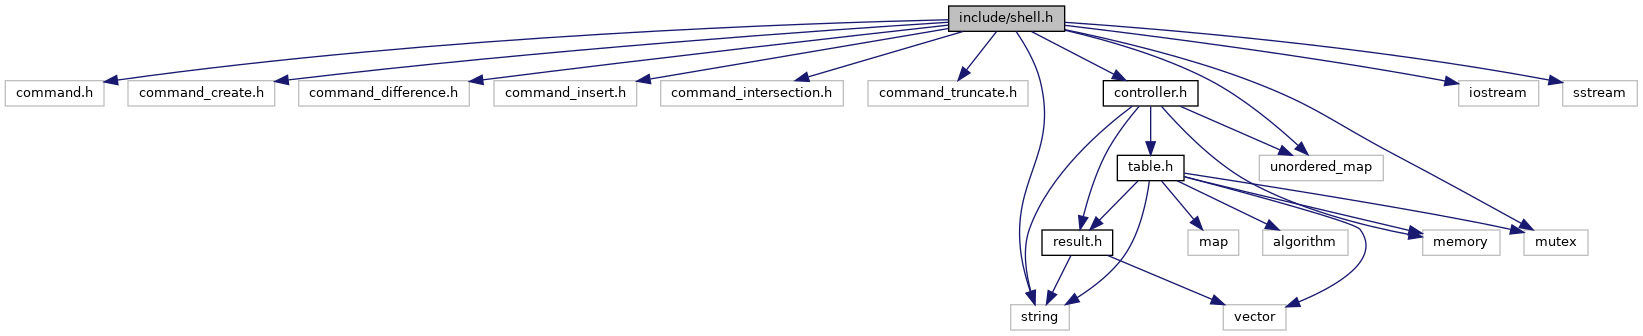 include/shell.h
command.h
command_create.h
command_difference.h
command_insert.h
command_intersection.h
command_truncate.h
controller.h
iostream
sstream
table.h
unordered_map
result.h
map
algorithm
memory
mutex
string
vector